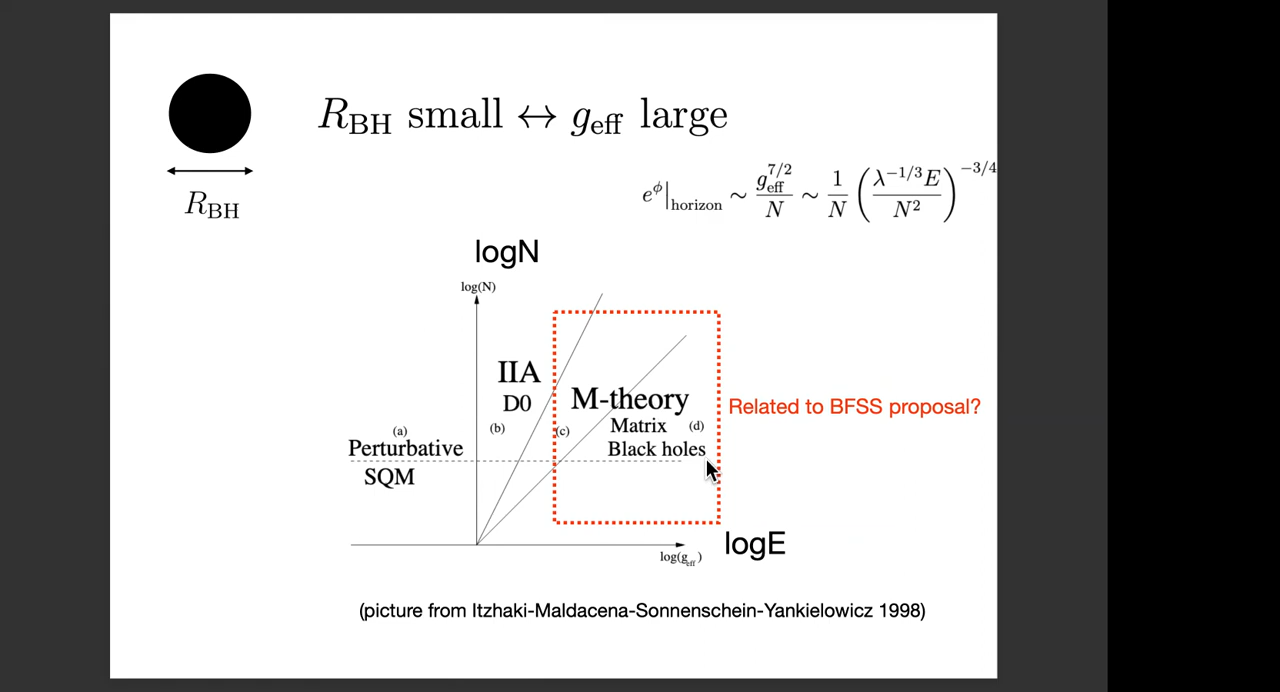 R_BH small ↔ g_eff large
R_BH
e^ϕ|_horizon ∼ g_eff^{7/2}/N ∼ 1/N (λ^{-1/3}E/N^2)^{-3/4}
logN
log(N)
IIA
D0
M-theory
Related to BFSS proposal?
Matrix (d)
(a) (b) (c)
Perturbative
Black holes
SQM
logE
log(g_eff)
(picture from Itzhaki-Maldacena-Sonnenschein-Yankielowicz 1998)